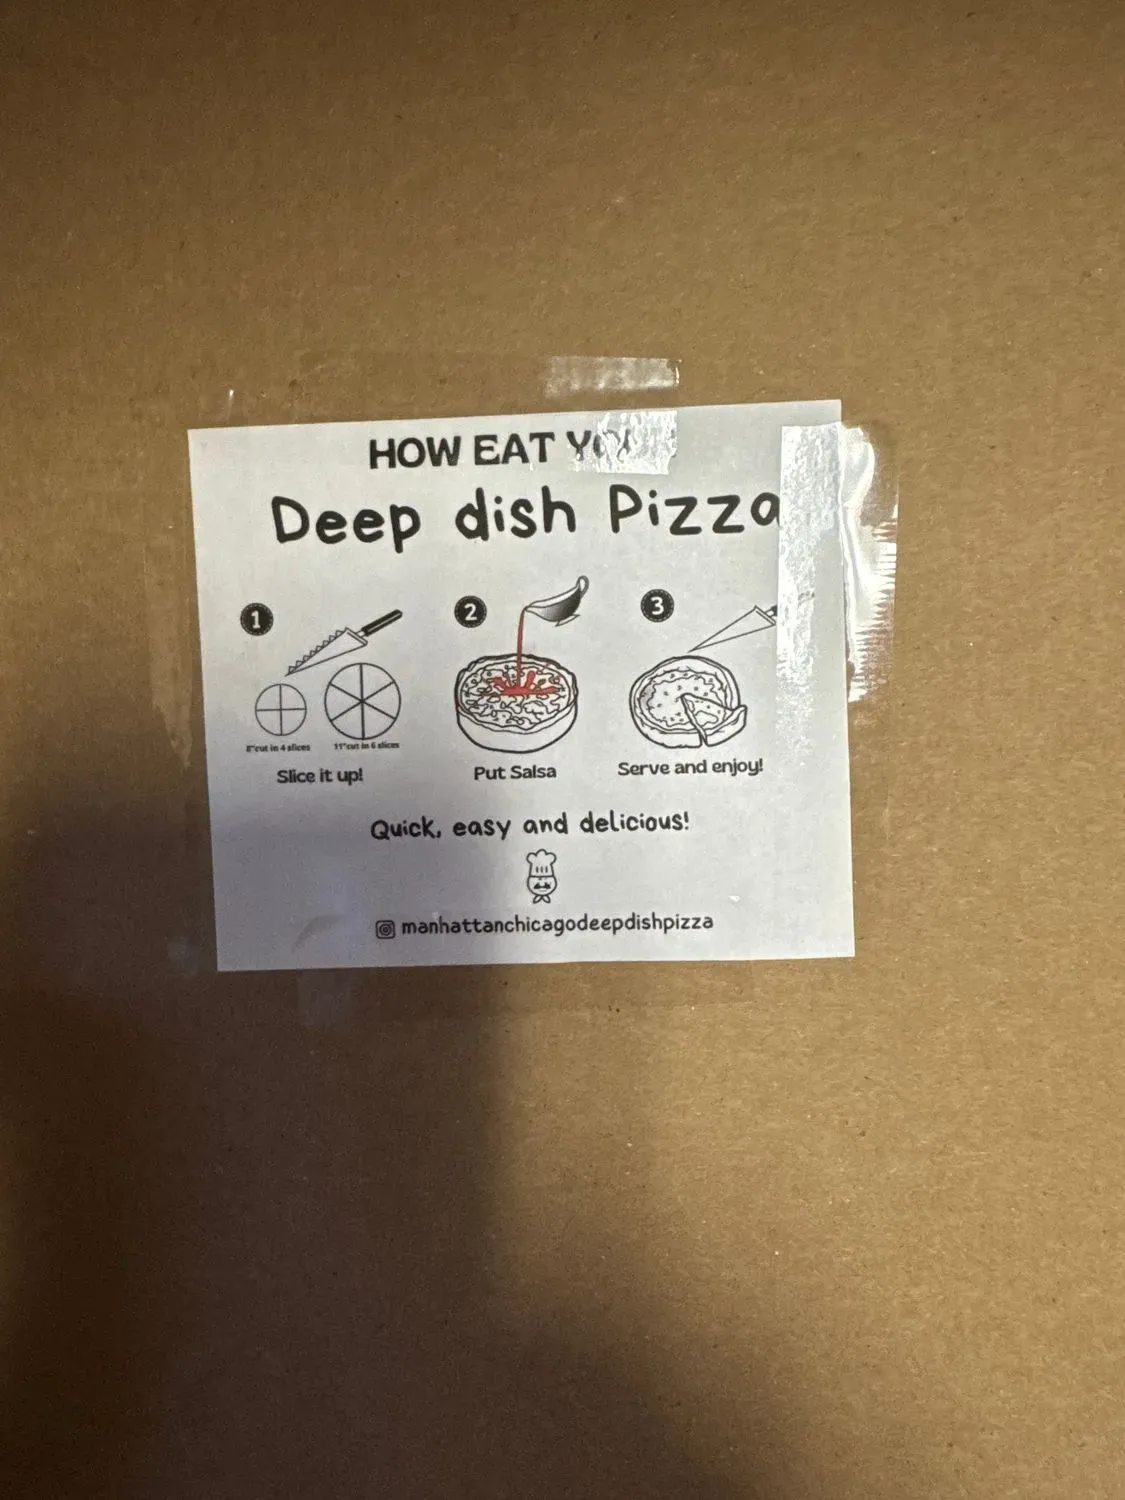 HOW EAT YOUR
Deep dish Pizza
1
2
3
8"cut in 4 slices
11"cut in 6 slices
Slice it up!
Put Salsa
Serve and enjoy!
Quick, easy and delicious!
manhattanchicagodeepdishpizza